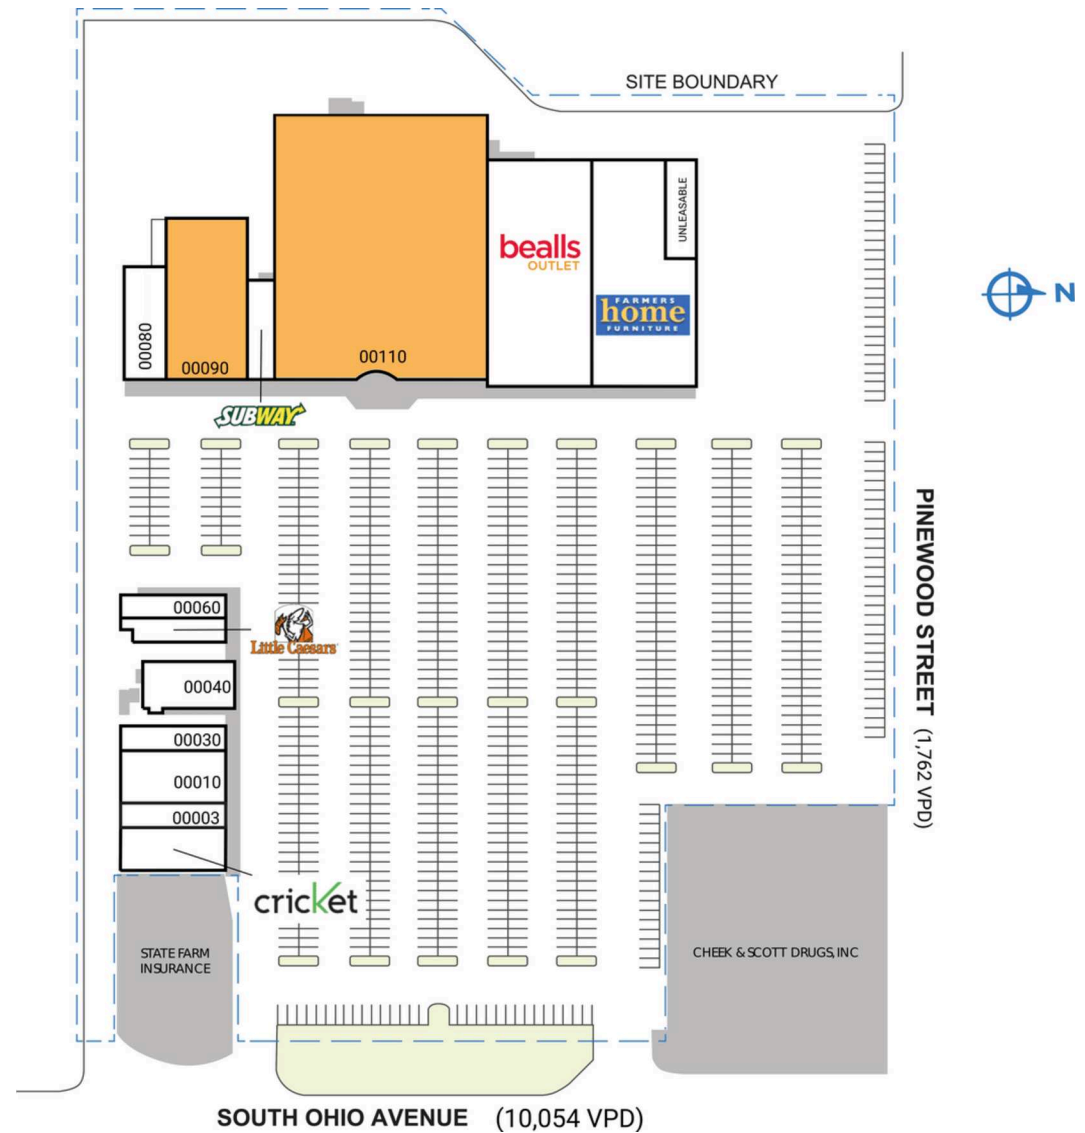 SITE BOUNDARY
UNLEASABLE
bealls
OUTLET
N
FARMERS
home
FURNITURE
00080
00110
00090
SUBWAY
PINEWOOD STREET (1,762 VPD)
00060
Little Caesars
00040
00030
00010
00003
cricket
STATE FARM
INSURANCE
CHEEK & SCOTT DRUGS, INC
SOUTH OHIO AVENUE (10,054 VPD)